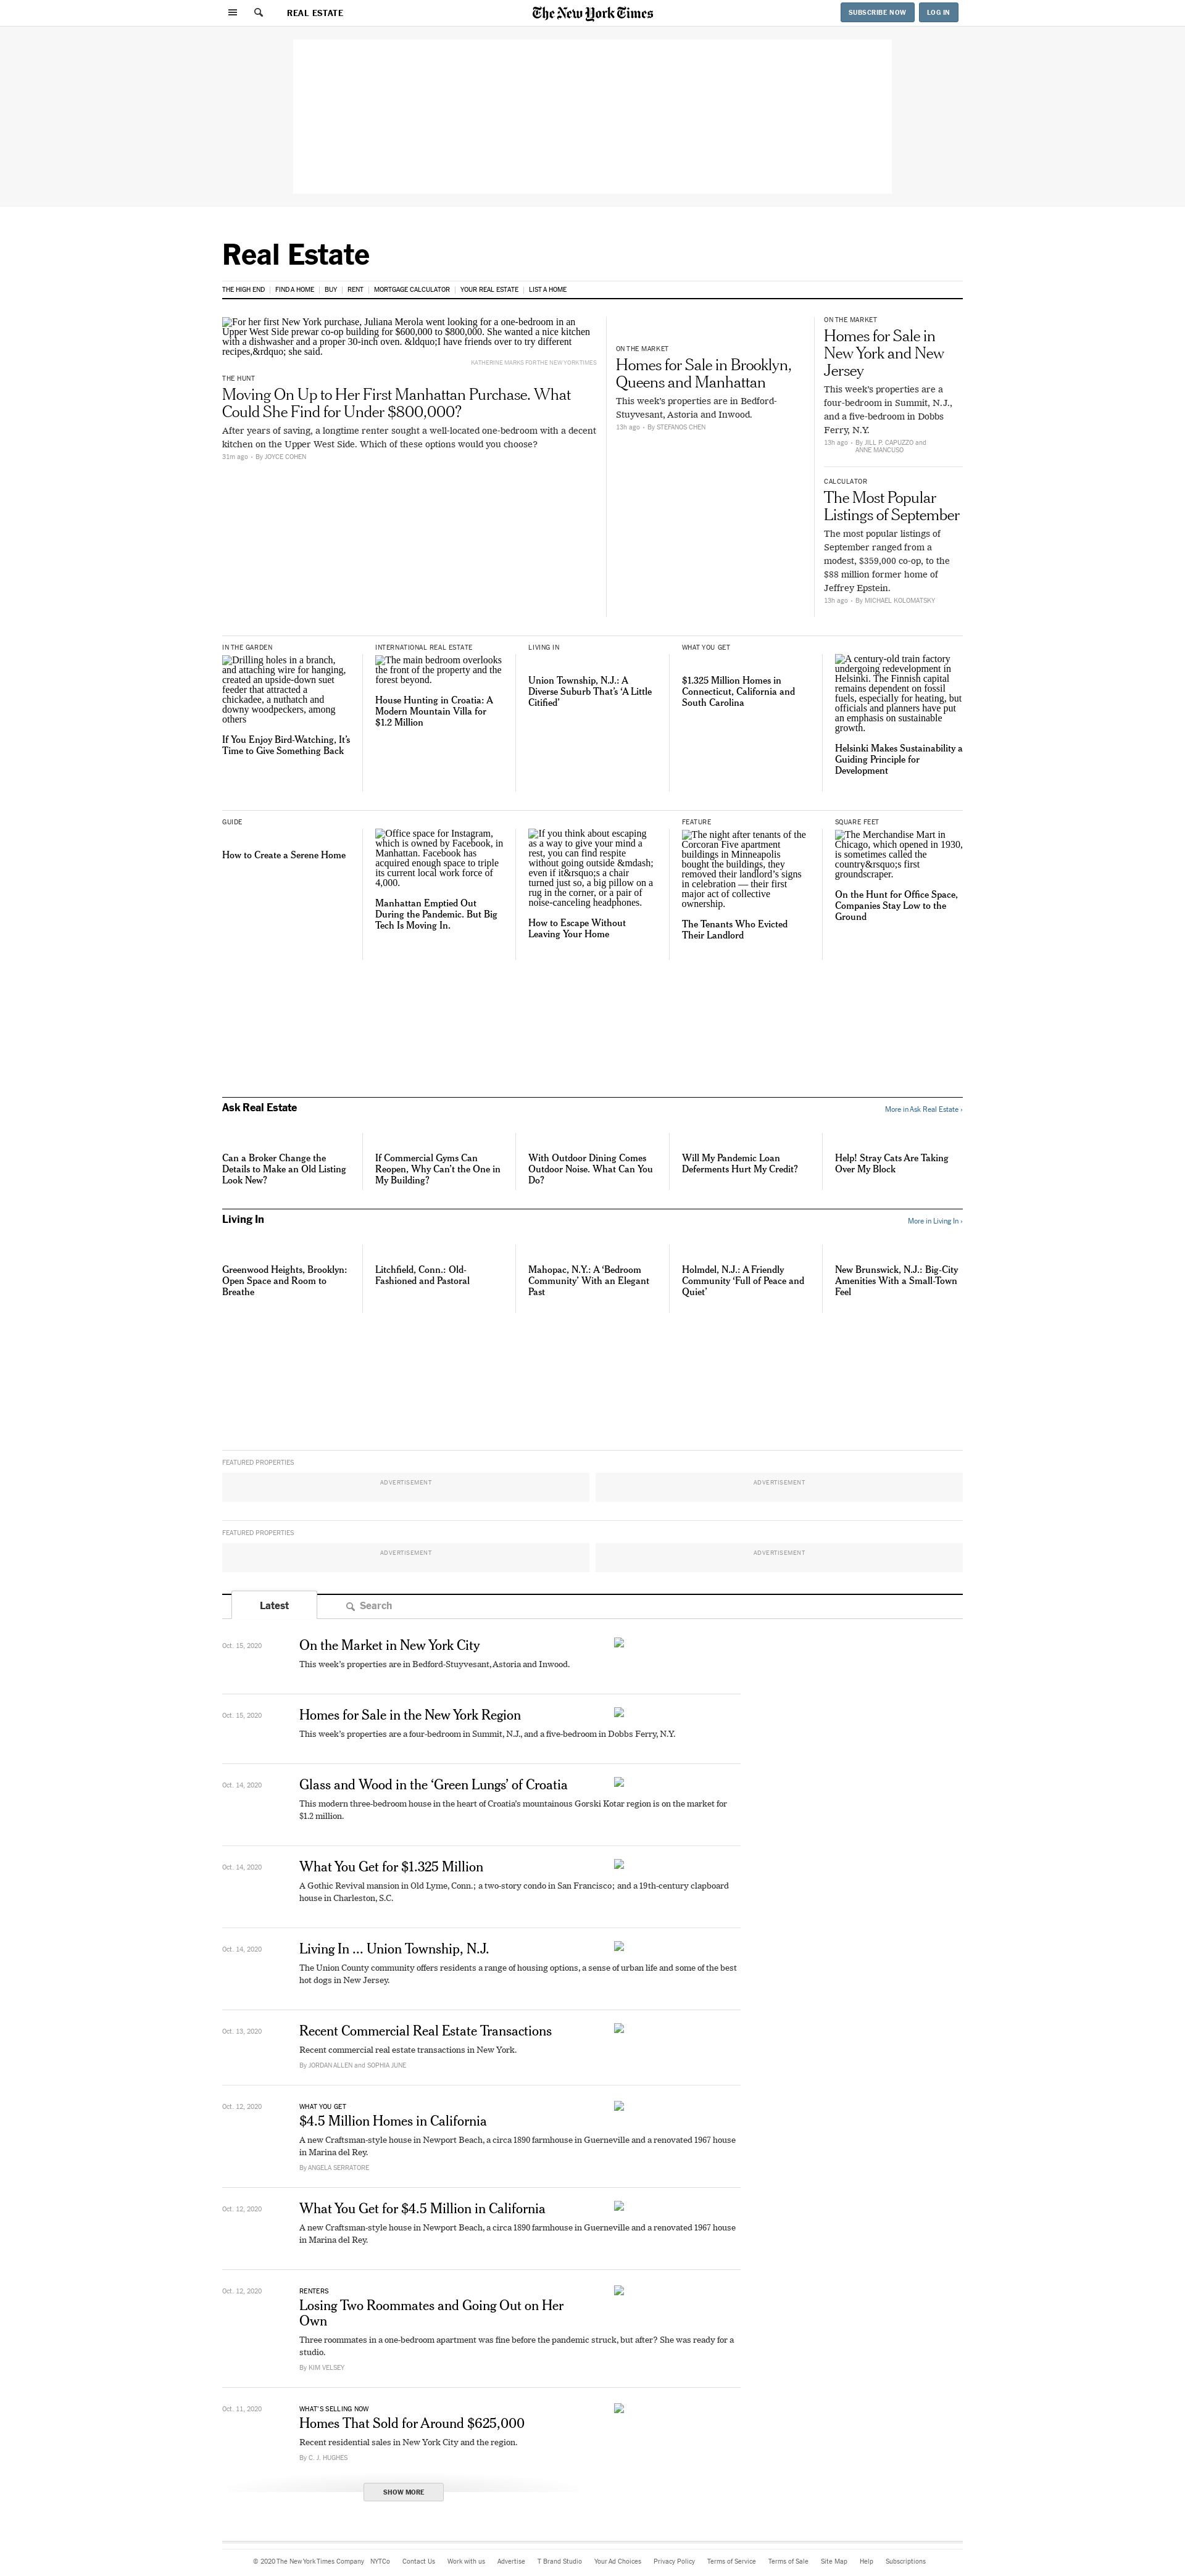 REAL ESTATE
The New York Times
SUBSCRIBE NOW
LOG IN
Real Estate
THE HIGH END
FIND A HOME
BUY
RENT
MORTGAGE CALCULATOR
YOUR REAL ESTATE
LIST A HOME
For her first New York purchase, Juliana Merola went looking for a one-bedroom in an
Upper West Side prewar co-op building for $600,000 to $800,000. She wanted a nice kitchen
with a dishwasher and a proper 30-inch oven. &ldquo;I have friends over to try different
recipes,&rdquo; she said.
KATHERINE MARKS FOR THE NEW YORK TIMES
THE HUNT
Moving On Up to Her First Manhattan Purchase. What
Could She Find for Under $800,000?
After years of saving, a longtime renter sought a well-located one-bedroom with a decent
kitchen on the Upper West Side. Which of these options would you choose?
31m ago - By JOYCE COHEN
ON THE MARKET
Homes for Sale in Brooklyn,
Queens and Manhattan
This week's properties are in Bedford-
Stuyvesant, Astoria and Inwood.
13h ago - By STEFANOS CHEN
ON THE MARKET
Homes for Sale in
New York and New
Jersey
This week's properties are a
four-bedroom in Summit, N.J.,
and a five-bedroom in Dobbs
Ferry, N.Y.
13h ago - By JILL P. CAPUZZO and
ANNE MANCUSO
CALCULATOR
The Most Popular
Listings of September
The most popular listings of
September ranged from a
modest, $359,000 co-op, to the
$88 million former home of
Jeffrey Epstein.
13h ago - By MICHAEL KOLOMATSKY
IN THE GARDEN
Drilling holes in a branch,
and attaching wire for hanging,
created an upside-down suet
feeder that attracted a
chickadee, a nuthatch and
downy woodpeckers, among
others
If You Enjoy Bird-Watching, It’s
Time to Give Something Back
INTERNATIONAL REAL ESTATE
The main bedroom overlooks
the front of the property and the
forest beyond.
House Hunting in Croatia: A
Modern Mountain Villa for
$1.2 Million
LIVING IN
Union Township, N.J.: A
Diverse Suburb That’s ‘A Little
Citified’
WHAT YOU GET
$1.325 Million Homes in
Connecticut, California and
South Carolina
A century-old train factory
undergoing redevelopment in
Helsinki. The Finnish capital
remains dependent on fossil
fuels, especially for heating, but
officials and planners have put
an emphasis on sustainable
growth.
Helsinki Makes Sustainability a
Guiding Principle for
Development
GUIDE
How to Create a Serene Home
Office space for Instagram,
which is owned by Facebook, in
Manhattan. Facebook has
acquired enough space to triple
its current local work force of
4,000.
Manhattan Emptied Out
During the Pandemic. But Big
Tech Is Moving In.
If you think about escaping
as a way to give your mind a
rest, you can find respite
without going outside &mdash;
even if it&rsquo;s a chair
turned just so, a big pillow on a
rug in the corner, or a pair of
noise-canceling headphones.
How to Escape Without
Leaving Your Home
FEATURE
The night after tenants of the
Corcoran Five apartment
buildings in Minneapolis
bought the buildings, they
removed their landlord’s signs
in celebration — their first
major act of collective
ownership.
The Tenants Who Evicted
Their Landlord
SQUARE FEET
The Merchandise Mart in
Chicago, which opened in 1930,
is sometimes called the
country&rsquo;s first
groundscraper.
On the Hunt for Office Space,
Companies Stay Low to the
Ground
Ask Real Estate
More in Ask Real Estate ›
Can a Broker Change the
Details to Make an Old Listing
Look New?
If Commercial Gyms Can
Reopen, Why Can’t the One in
My Building?
With Outdoor Dining Comes
Outdoor Noise. What Can You
Do?
Will My Pandemic Loan
Deferments Hurt My Credit?
Help! Stray Cats Are Taking
Over My Block
Living In
More in Living In ›
Greenwood Heights, Brooklyn:
Open Space and Room to
Breathe
Litchfield, Conn.: Old-
Fashioned and Pastoral
Mahopac, N.Y.: A ‘Bedroom
Community’ With an Elegant
Past
Holmdel, N.J.: A Friendly
Community ‘Full of Peace and
Quiet’
New Brunswick, N.J.: Big-City
Amenities With a Small-Town
Feel
FEATURED PROPERTIES
ADVERTISEMENT
ADVERTISEMENT
FEATURED PROPERTIES
ADVERTISEMENT
ADVERTISEMENT
Latest
Search
Oct. 15, 2020
On the Market in New York City
This week's properties are in Bedford-Stuyvesant, Astoria and Inwood.
Oct. 15, 2020
Homes for Sale in the New York Region
This week's properties are a four-bedroom in Summit, N.J., and a five-bedroom in Dobbs Ferry, N.Y.
Oct. 14, 2020
Glass and Wood in the ‘Green Lungs’ of Croatia
This modern three-bedroom house in the heart of Croatia’s mountainous Gorski Kotar region is on the market for
$1.2 million.
Oct. 14, 2020
What You Get for $1.325 Million
A Gothic Revival mansion in Old Lyme, Conn.; a two-story condo in San Francisco; and a 19th-century clapboard
house in Charleston, S.C.
Oct. 14, 2020
Living In ... Union Township, N.J.
The Union County community offers residents a range of housing options, a sense of urban life and some of the best
hot dogs in New Jersey.
Oct. 13, 2020
Recent Commercial Real Estate Transactions
Recent commercial real estate transactions in New York.
By JORDAN ALLEN and SOPHIA JUNE
Oct. 12, 2020
WHAT YOU GET
$4.5 Million Homes in California
A new Craftsman-style house in Newport Beach, a circa 1890 farmhouse in Guerneville and a renovated 1967 house
in Marina del Rey.
By ANGELA SERRATORE
Oct. 12, 2020
What You Get for $4.5 Million in California
A new Craftsman-style house in Newport Beach, a circa 1890 farmhouse in Guerneville and a renovated 1967 house
in Marina del Rey.
Oct. 12, 2020
RENTERS
Losing Two Roommates and Going Out on Her
Own
Three roommates in a one-bedroom apartment was fine before the pandemic struck, but after? She was ready for a
studio.
By KIM VELSEY
Oct. 11, 2020
WHAT'S SELLING NOW
Homes That Sold for Around $625,000
Recent residential sales in New York City and the region.
By C. J. HUGHES
SHOW MORE
© 2020 The New York Times Company
NYTCo
Contact Us
Work with us
Advertise
T Brand Studio
Your Ad Choices
Privacy Policy
Terms of Service
Terms of Sale
Site Map
Help
Subscriptions